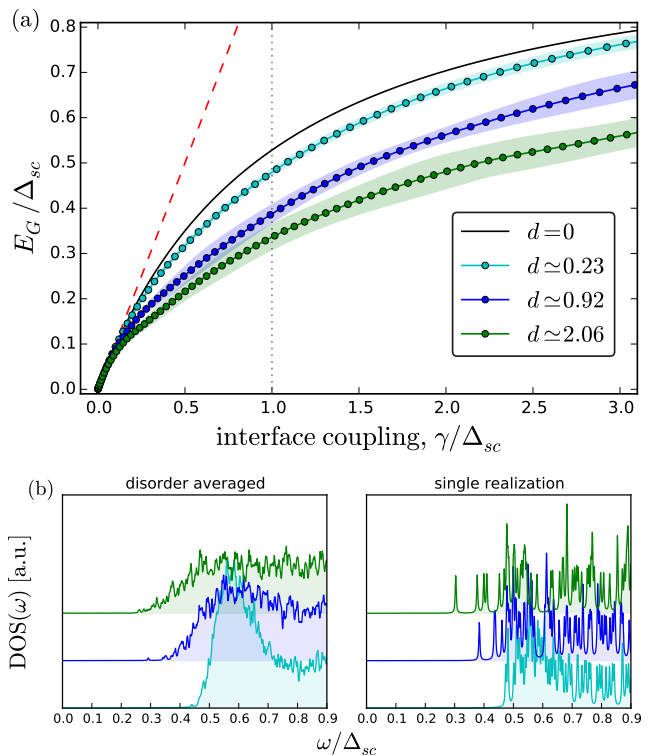 (a)
E_G/Δ_sc
0.8
0.7
0.6
0.5
0.4
0.3
0.2
0.1
0.0
d=0
d≃0.23
d≃0.92
d≃2.06
0.0 0.5 1.0 1.5 2.0 2.5 3.0
interface coupling, γ/Δ_sc
(b)
disorder averaged
single realization
DOS(ω) [a.u.]
0.0 0.1 0.2 0.3 0.4 0.5 0.6 0.7 0.8 0.9
0.0 0.1 0.2 0.3 0.4 0.5 0.6 0.7 0.8 0.9
ω/Δ_sc